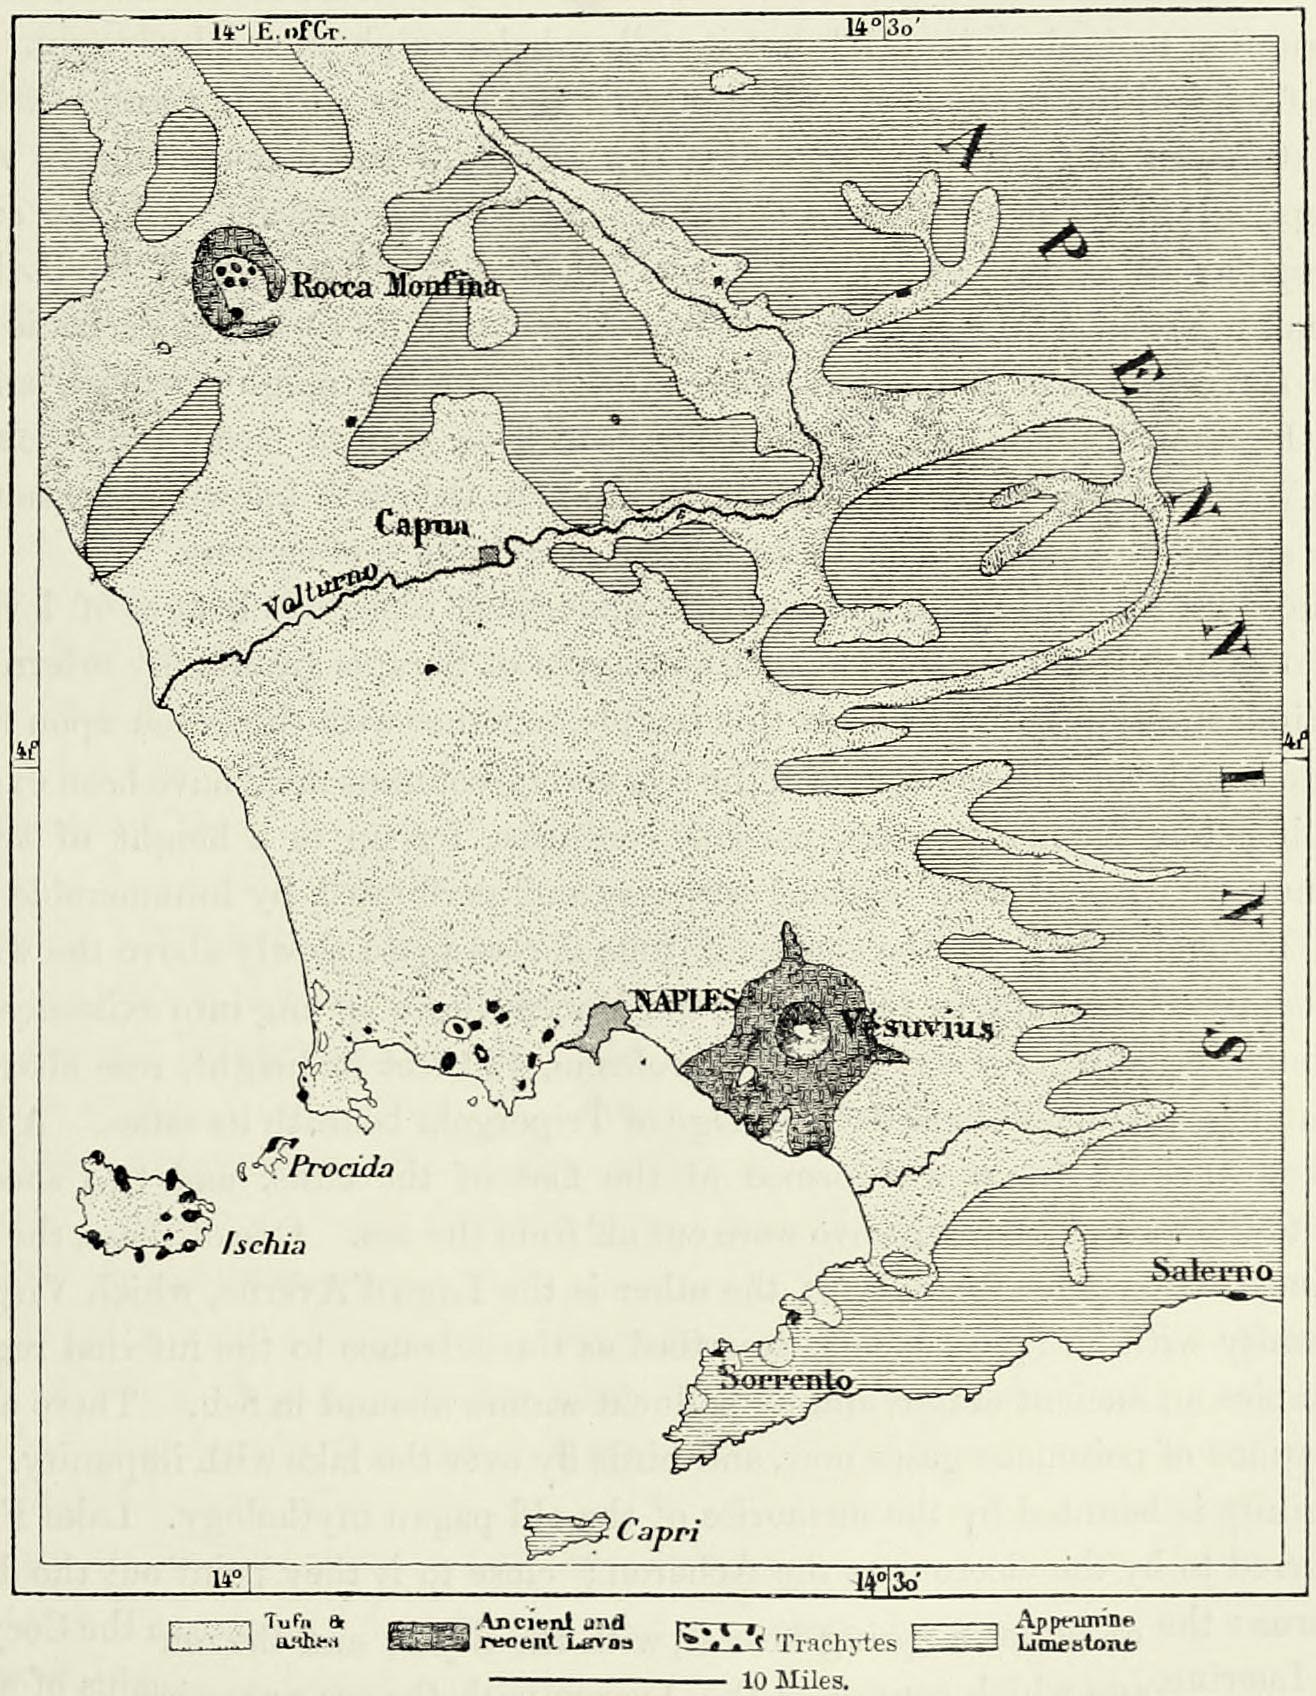 14° E. of Gr.
14° 30'
APENNINS
Rocca Monfina
Capua
Volturno
41°
41°
NAPLES
Vesuvius
Procida
Ischia
Salerno
Sorrento
Capri
14°
14° 30'
Tufa & ashes
Ancient and recent Lavas
Trachytes
Appennine Limestone
10 Miles.